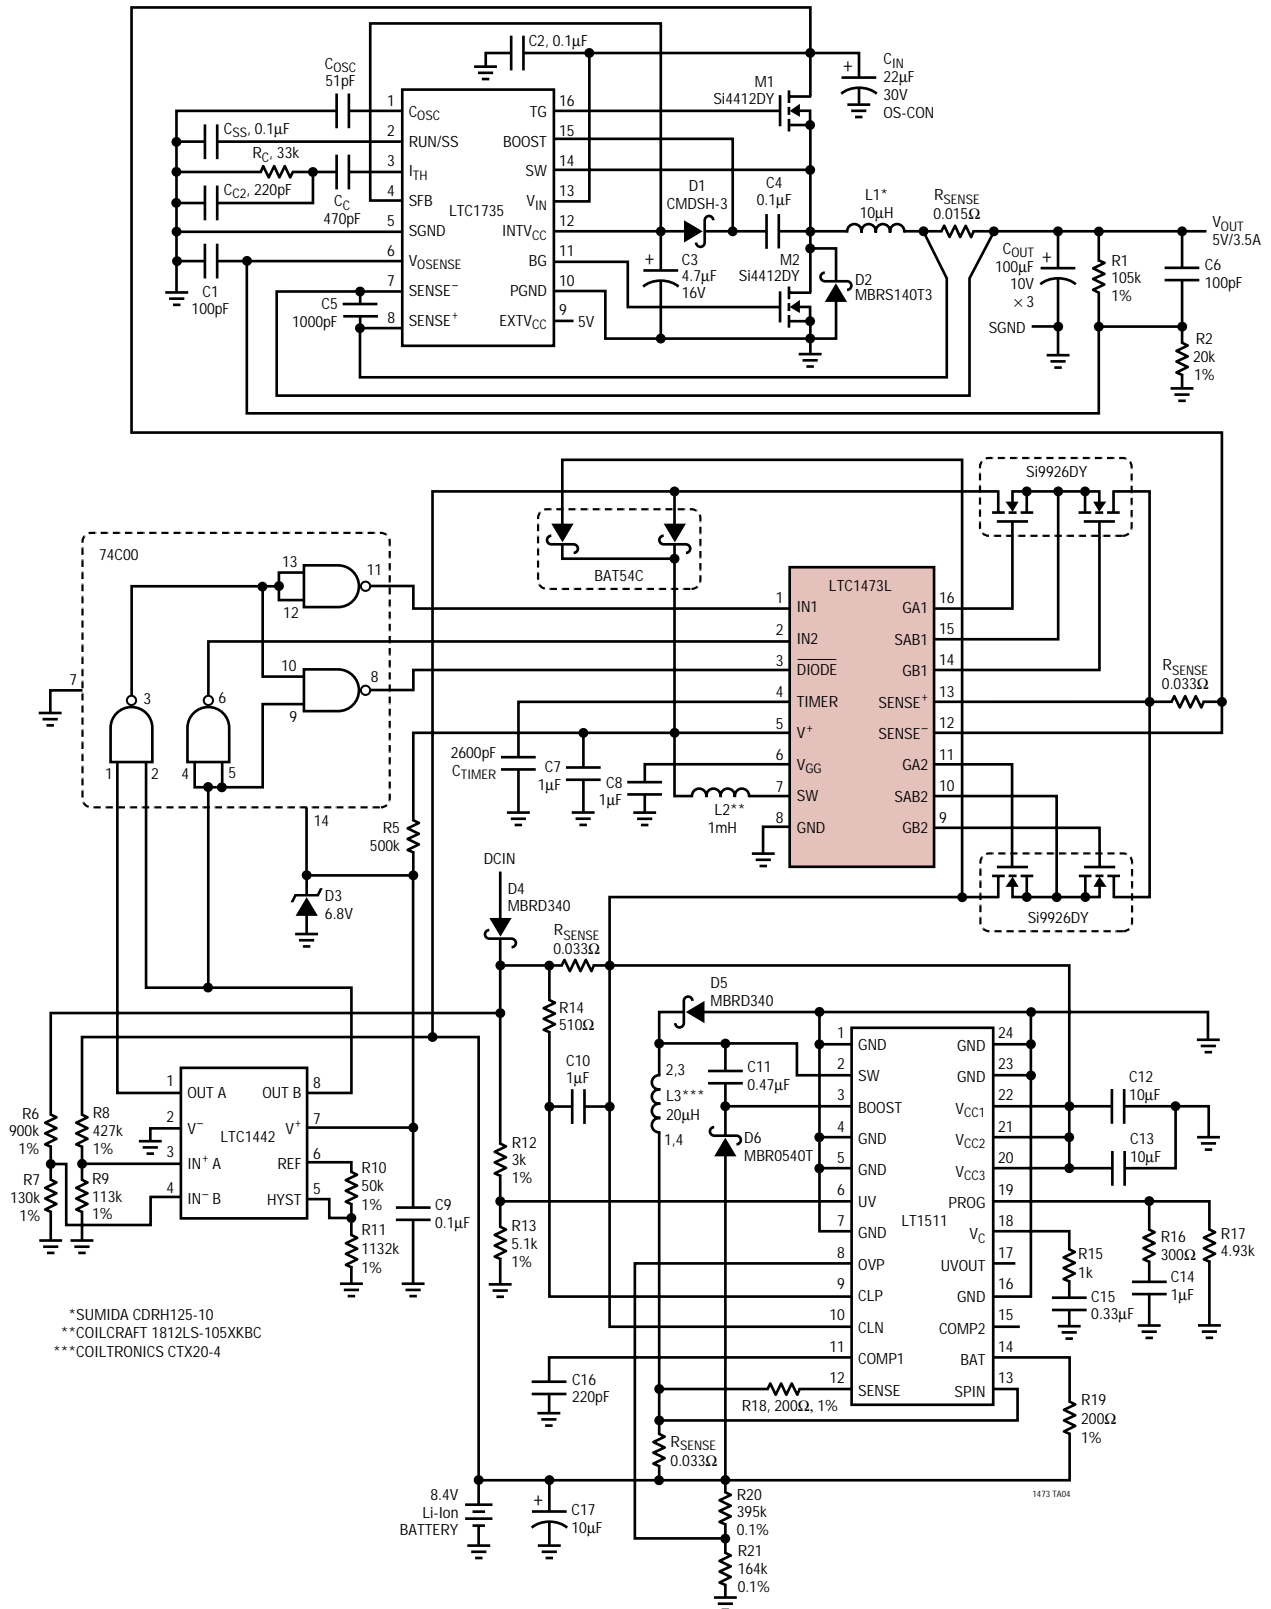 C2, 0.1µF
COSC
51pF
CIN
22µF
30V
OS-CON
M1
Si4412DY
1
COSC
TG
16
CSS, 0.1µF
2
RUN/SS
BOOST
15
RC, 33k
3
ITH
SW
14
CC2, 220pF
CC
470pF
4
SFB
LTC1735
VIN
13
D1
CMDSH-3
C4
0.1µF
L1*
10µH
RSENSE
0.015Ω
VOUT
5V/3.5A
5
SGND
INTVCC
12
6
VOSENSE
BG
11
C1
100pF
7
SENSE−
PGND
10
C5
1000pF
8
SENSE+
EXTVCC
9
5V
+
C3
4.7µF
16V
M2
Si4412DY
D2
MBRS140T3
COUT
100µF
10V
× 3
+
SGND
R1
105k
1%
C6
100pF
R2
20k
1%
Si9926DY
BAT54C
74C00
13
12
11
10
9
8
7
3
6
1
2
4
5
14
LTC1473L
1
IN1
GA1
16
2
IN2
SAB1
15
3
DIODE
GB1
14
4
TIMER
SENSE+
13
5
V+
SENSE−
12
6
VGG
GA2
11
7
SW
SAB2
10
8
GND
GB2
9
RSENSE
0.033Ω
2600pF
CTIMER
C7
1µF
C8
1µF
L2**
1mH
R5
500k
D3
6.8V
Si9926DY
DCIN
D4
MBRD340
RSENSE
0.033Ω
R14
510Ω
C10
1µF
D5
MBRD340
2,3
L3***
20µH
1,4
C11
0.47µF
D6
MBR0540T
R6
900k
1%
R7
130k
1%
R8
427k
1%
R9
113k
1%
LTC1442
1
OUT A
OUT B
8
2
V−
V+
7
3
IN+ A
REF
6
4
IN− B
HYST
5
R10
50k
1%
R11
1132k
1%
C9
0.1µF
R12
3k
1%
R13
5.1k
1%
LT1511
1
GND
GND
24
2
SW
GND
23
3
BOOST
VCC1
22
4
GND
VCC2
21
5
GND
VCC3
20
6
UV
PROG
19
7
GND
VC
18
8
OVP
UVOUT
17
9
CLP
GND
16
10
CLN
COMP2
15
11
COMP1
BAT
14
12
SENSE
SPIN
13
C12
10µF
C13
10µF
R15
1k
C15
0.33µF
R16
300Ω
C14
1µF
R17
4.93k
R19
200Ω
1%
C16
220pF
R18, 200Ω, 1%
RSENSE
0.033Ω
8.4V
Li-Ion
BATTERY
+
C17
10µF
R20
395k
0.1%
R21
164k
0.1%
*SUMIDA CDRH125-10
**COILCRAFT 1812LS-105XKBC
***COILTRONICS CTX20-4
1473 TA04